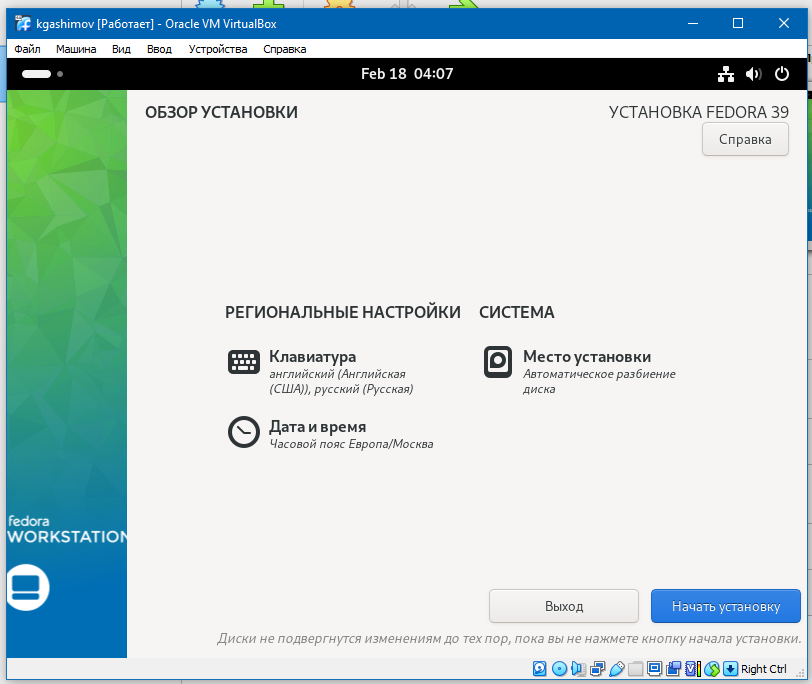 kgashimov [Работает] - Oracle VM VirtualBox
Файл Машина Вид Ввод Устройства Справка
Feb 18 04:07
ОБЗОР УСТАНОВКИ
УСТАНОВКА FEDORA 39
Справка
РЕГИОНАЛЬНЫЕ НАСТРОЙКИ
Клавиатура
английский (Английская
(США)), русский (Русская)
Дата и время
Часовой пояс Европа/Москва
СИСТЕМА
Место установки
Автоматическое разбиение
диска
fedora
WORKSTATION
Выход
Начать установку
Диски не подвергнутся изменениям до тех пор, пока вы не нажмете кнопку начала установки.
Right Ctrl